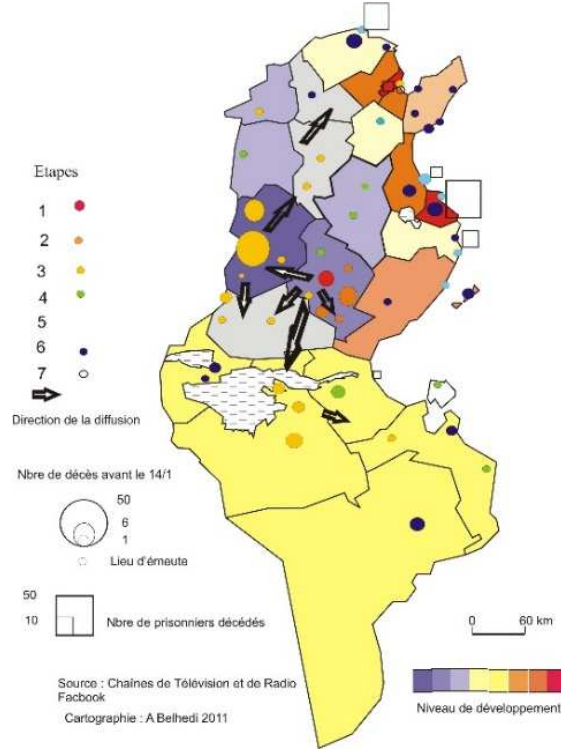 Etapes
1
2
3
4
5
6
7
Direction de la diffusion
Nbre de décès avant le 14/1
50
6
1
Lieu d'émeute
50
10
Nbre de prisonniers décédés
Source : Chaînes de Télévision et de Radio
Facbook
Cartographie : A Belhedi 2011
0 60 km
Niveau de développement